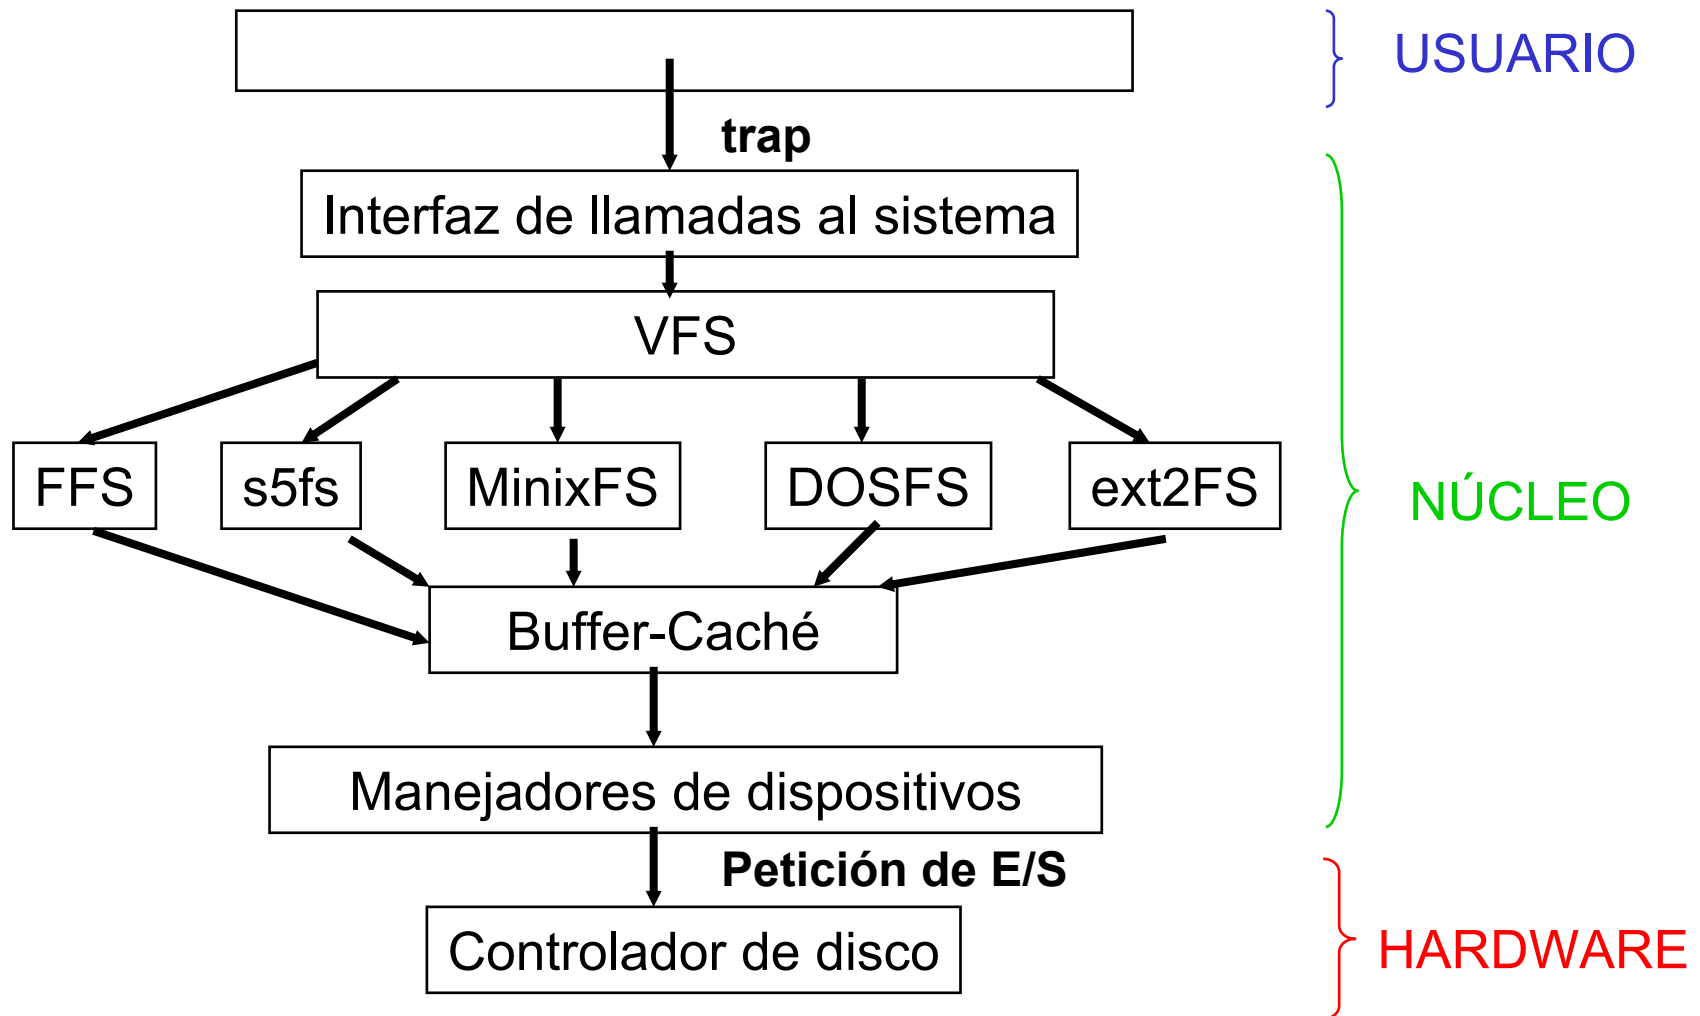 USUARIO
trap
Interfaz de llamadas al sistema
VFS
FFS
s5fs
MinixFS
DOSFS
ext2FS
NÚCLEO
Buffer-Caché
Manejadores de dispositivos
Petición de E/S
Controlador de disco
HARDWARE